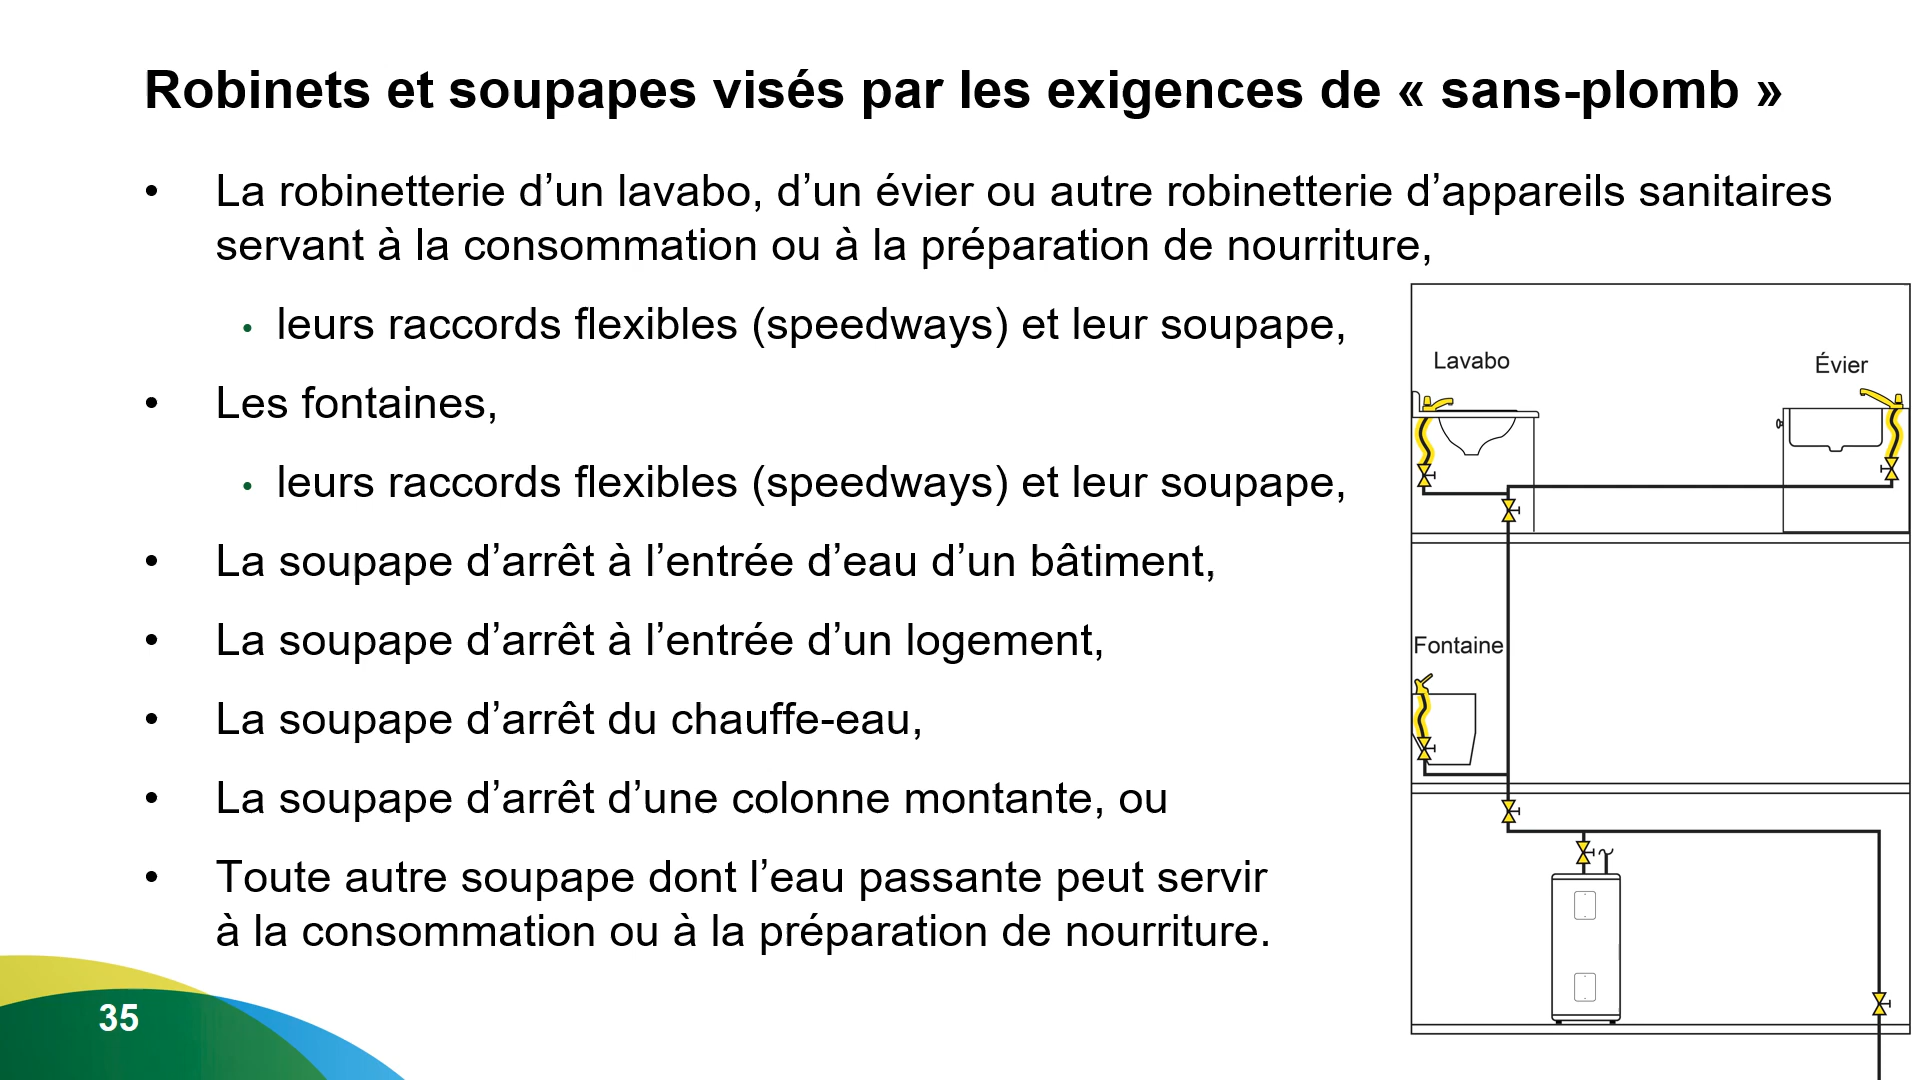 Robinets et soupapes visés par les exigences de « sans-plomb »
• La robinetterie d’un lavabo, d’un évier ou autre robinetterie d’appareils sanitaires
servant à la consommation ou à la préparation de nourriture,
• leurs raccords flexibles (speedways) et leur soupape,
• Les fontaines,
• leurs raccords flexibles (speedways) et leur soupape,
• La soupape d’arrêt à l’entrée d’eau d’un bâtiment,
• La soupape d’arrêt à l’entrée d’un logement,
• La soupape d’arrêt du chauffe-eau,
• La soupape d’arrêt d’une colonne montante, ou
• Toute autre soupape dont l’eau passante peut servir
à la consommation ou à la préparation de nourriture.
Lavabo
Évier
Fontaine
35